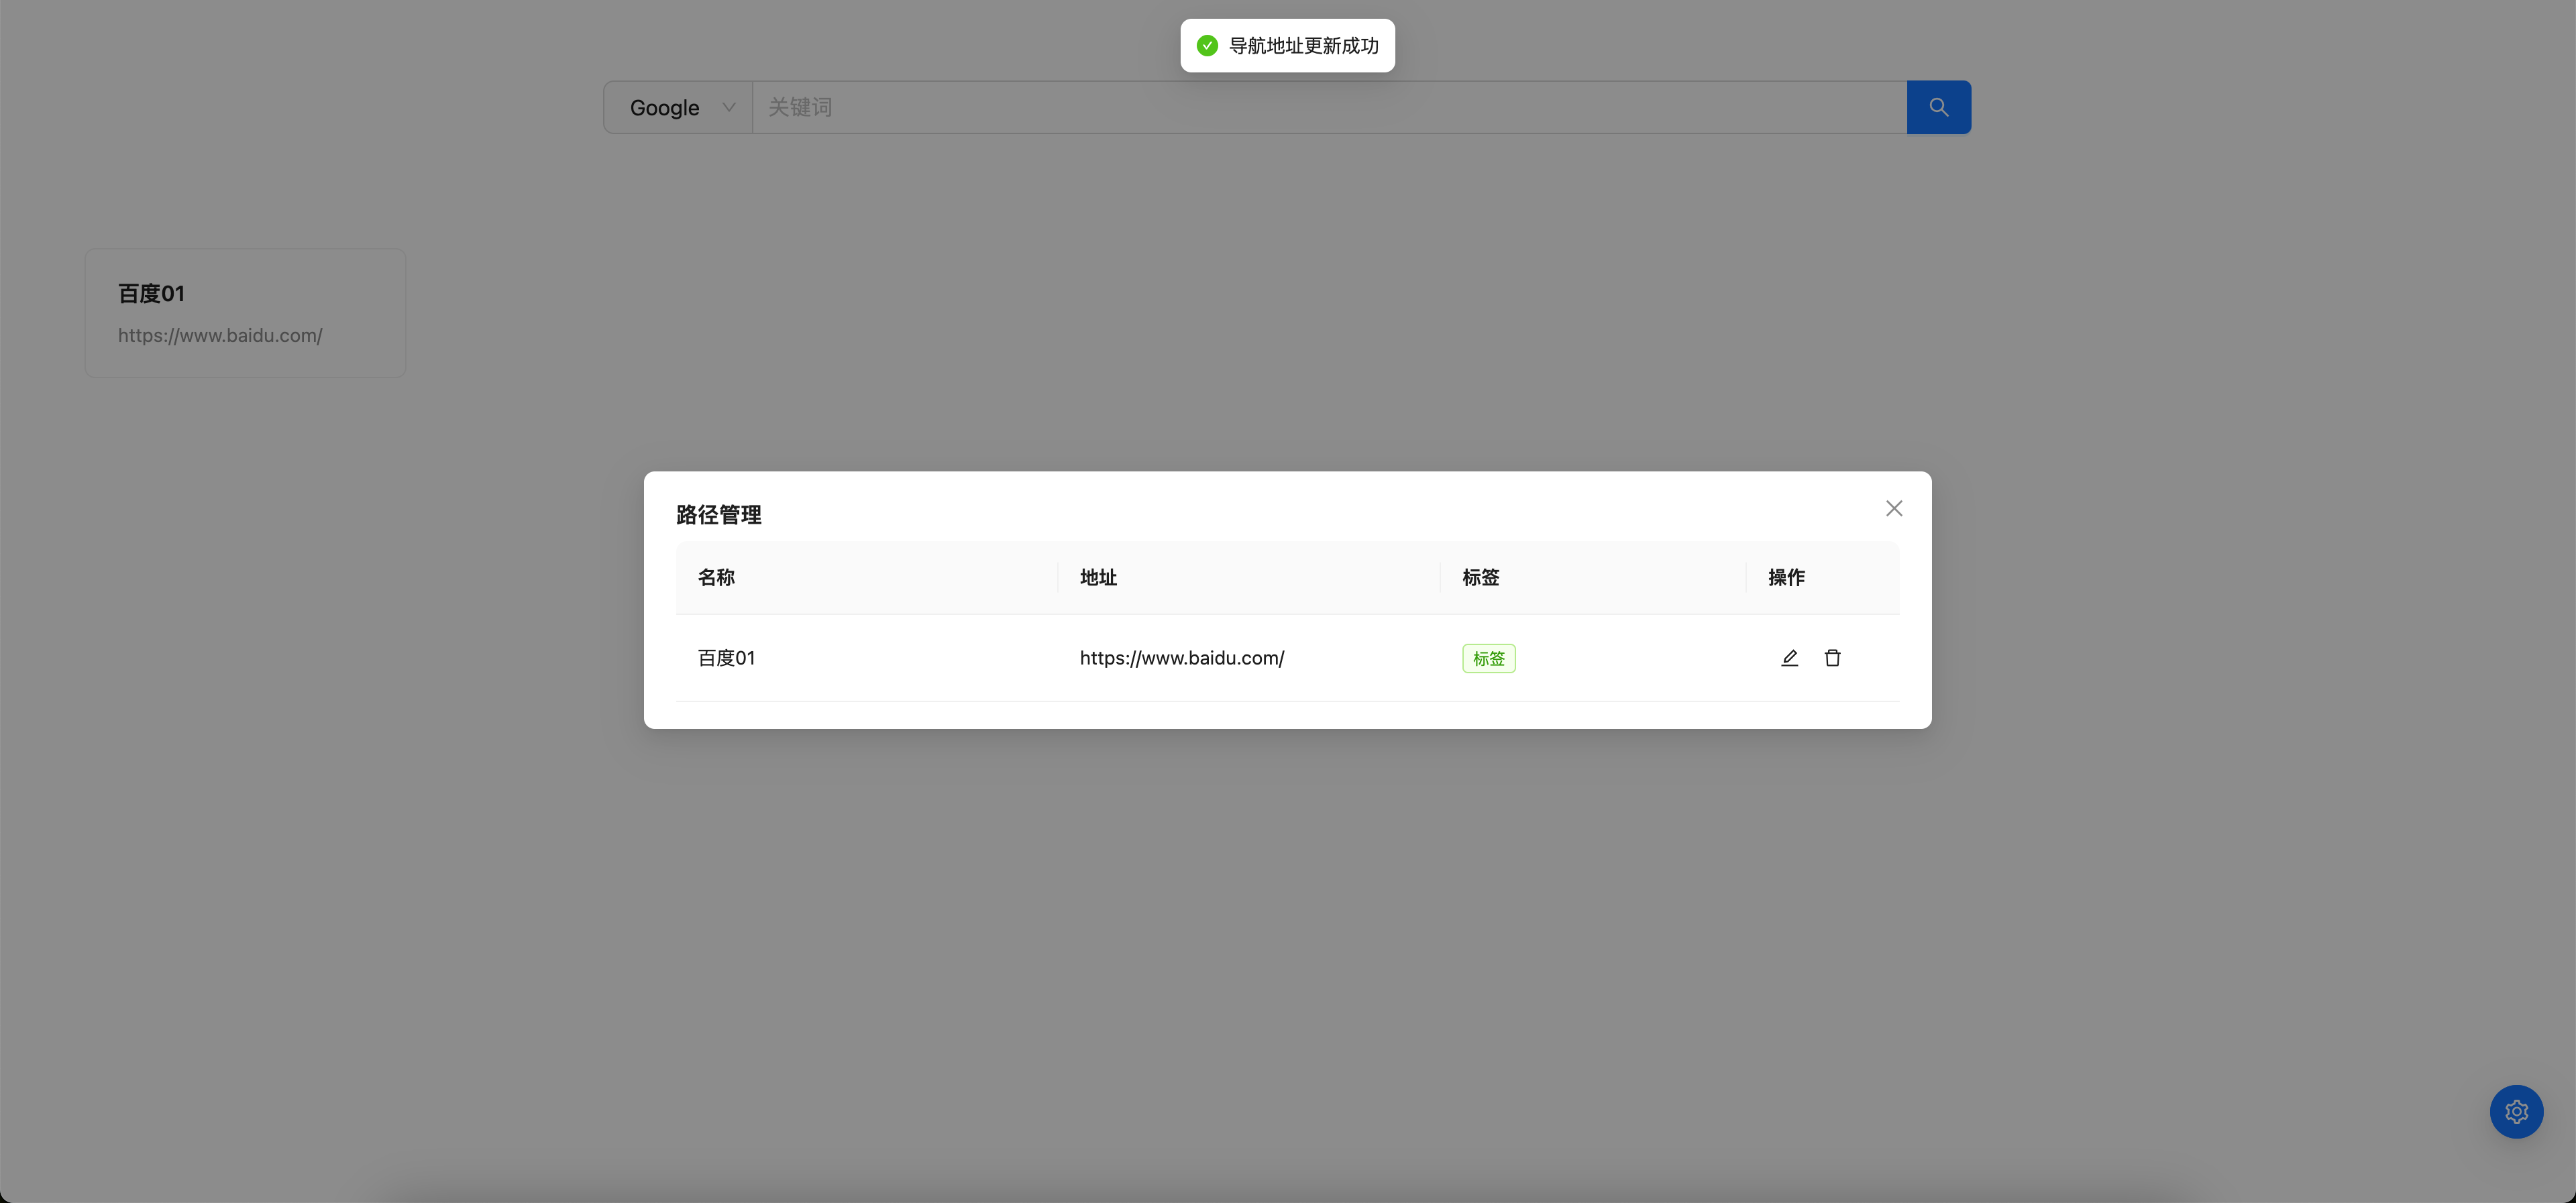 导航地址更新成功
Google
关键词
百度01
https://www.baidu.com/
路径管理
名称 地址 标签 操作
百度01 https://www.baidu.com/ 标签